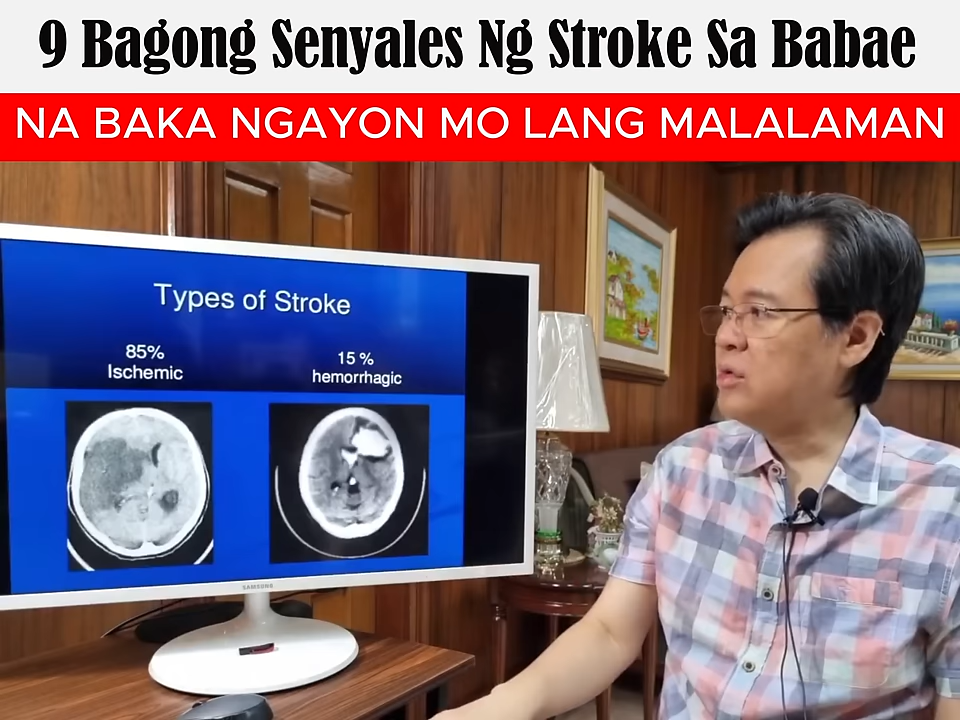 9 Bagong Senyales Ng Stroke Sa Babae
NA BAKA NGAYON MO LANG MALALAMAN
Types of Stroke
85%
Ischemic
15 %
hemorrhagic
SAMSUNG